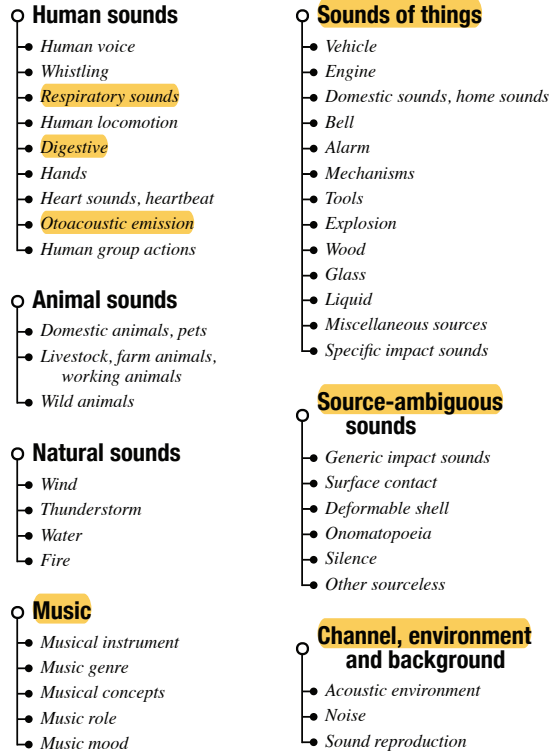 Human sounds
Human voice
Whistling
Respiratory sounds
Human locomotion
Digestive
Hands
Heart sounds, heartbeat
Otoacoustic emission
Human group actions
Animal sounds
Domestic animals, pets
Livestock, farm animals,
working animals
Wild animals
Natural sounds
Wind
Thunderstorm
Water
Fire
Music
Musical instrument
Music genre
Musical concepts
Music role
Music mood
Sounds of things
Vehicle
Engine
Domestic sounds, home sounds
Bell
Alarm
Mechanisms
Tools
Explosion
Wood
Glass
Liquid
Miscellaneous sources
Specific impact sounds
Source-ambiguous
sounds
Generic impact sounds
Surface contact
Deformable shell
Onomatopoeia
Silence
Other sourceless
Channel, environment
and background
Acoustic environment
Noise
Sound reproduction